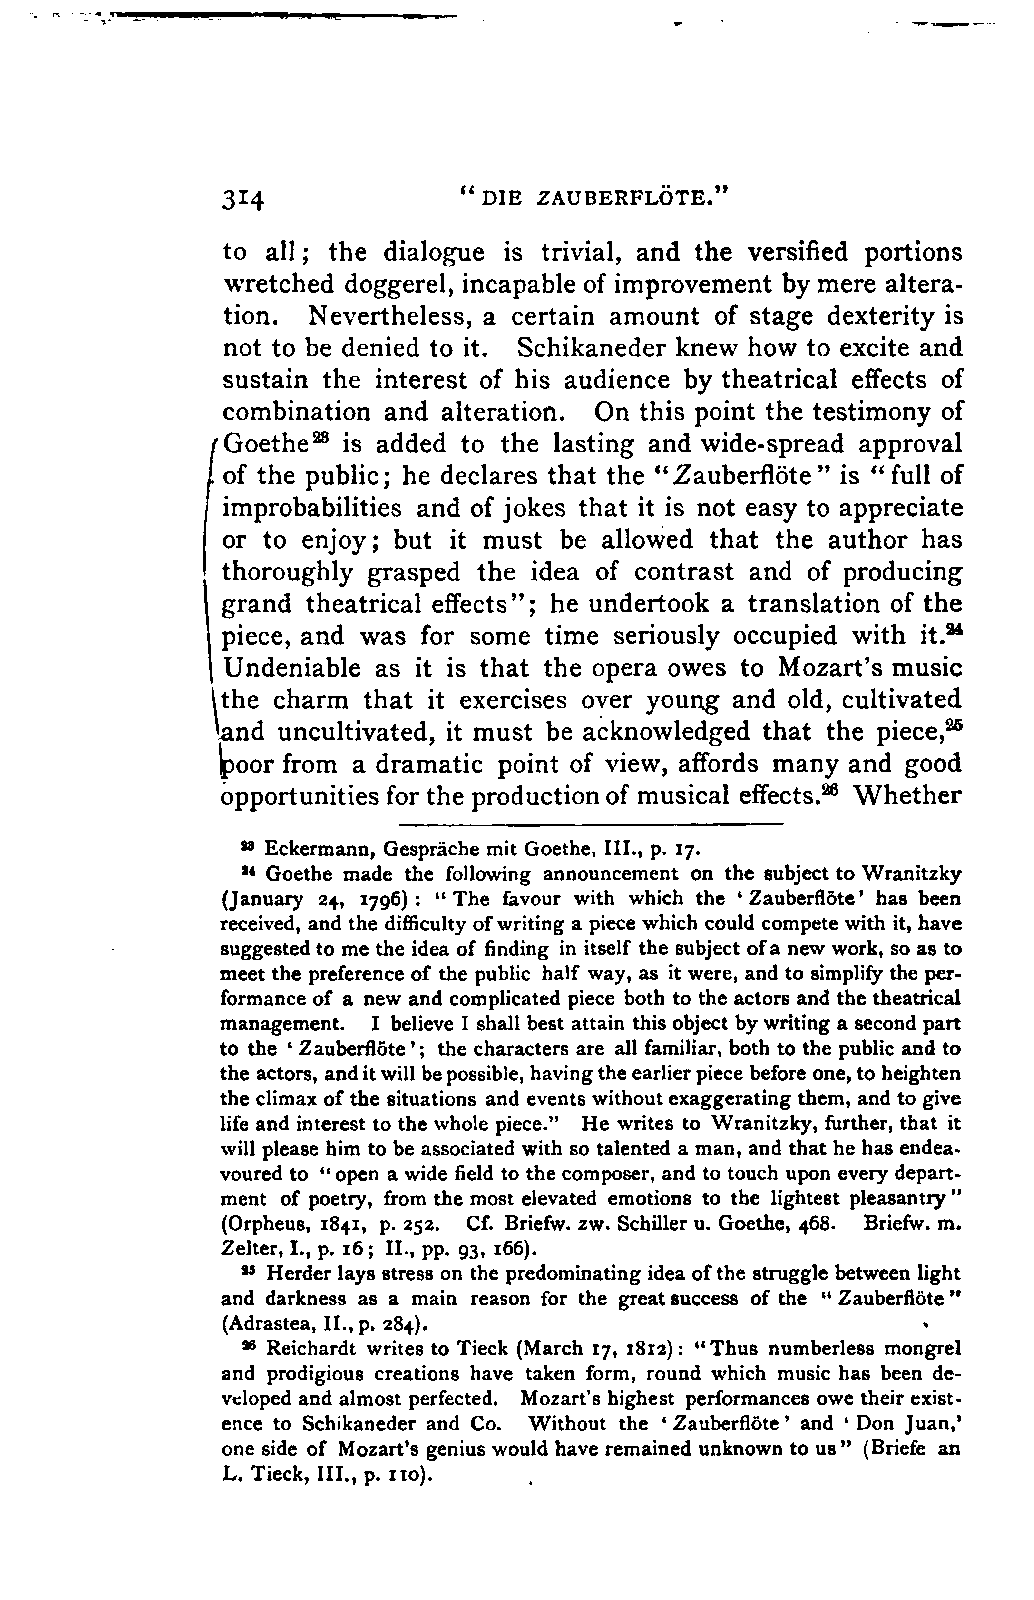 314 "DIE ZAUBERFLÖTE."
to all; the dialogue is trivial, and the versified portions
wretched doggerel, incapable of improvement by mere altera-
tion. Nevertheless, a certain amount of stage dexterity is
not to be denied to it. Schikaneder knew how to excite and
sustain the interest of his audience by theatrical effects of
combination and alteration. On this point the testimony of
Goethe²³ is added to the lasting and wide-spread approval
of the public; he declares that the "Zauberflöte" is "full of
improbabilities and of jokes that it is not easy to appreciate
or to enjoy; but it must be allowed that the author has
thoroughly grasped the idea of contrast and of producing
grand theatrical effects"; he undertook a translation of the
piece, and was for some time seriously occupied with it.²⁴
Undeniable as it is that the opera owes to Mozart's music
the charm that it exercises over young and old, cultivated
and uncultivated, it must be acknowledged that the piece,²⁵
poor from a dramatic point of view, affords many and good
opportunities for the production of musical effects.²⁶ Whether
²³ Eckermann, Gespräche mit Goethe, III., p. 17.
²⁴ Goethe made the following announcement on the subject to Wranitzky
(January 24, 1796): "The favour with which the 'Zauberflöte' has been
received, and the difficulty of writing a piece which could compete with it, have
suggested to me the idea of finding in itself the subject of a new work, so as to
meet the preference of the public half way, as it were, and to simplify the per-
formance of a new and complicated piece both to the actors and the theatrical
management. I believe I shall best attain this object by writing a second part
to the 'Zauberflöte'; the characters are all familiar, both to the public and to
the actors, and it will be possible, having the earlier piece before one, to heighten
the climax of the situations and events without exaggerating them, and to give
life and interest to the whole piece." He writes to Wranitzky, further, that it
will please him to be associated with so talented a man, and that he has endea-
voured to "open a wide field to the composer, and to touch upon every depart-
ment of poetry, from the most elevated emotions to the lightest pleasantry"
(Orpheus, 1841, p. 252. Cf. Briefw. zw. Schiller u. Goethe, 468. Briefw. m.
Zelter, I., p. 16; II., pp. 93, 166).
²⁵ Herder lays stress on the predominating idea of the struggle between light
and darkness as a main reason for the great success of the "Zauberflöte"
(Adrastea, II., p. 284).
²⁶ Reichardt writes to Tieck (March 17, 1812): "Thus numberless mongrel
and prodigious creations have taken form, round which music has been de-
veloped and almost perfected. Mozart's highest performances owe their exist-
ence to Schikaneder and Co. Without the 'Zauberflöte' and 'Don Juan,'
one side of Mozart's genius would have remained unknown to us" (Briefe an
L. Tieck, III., p. 110).